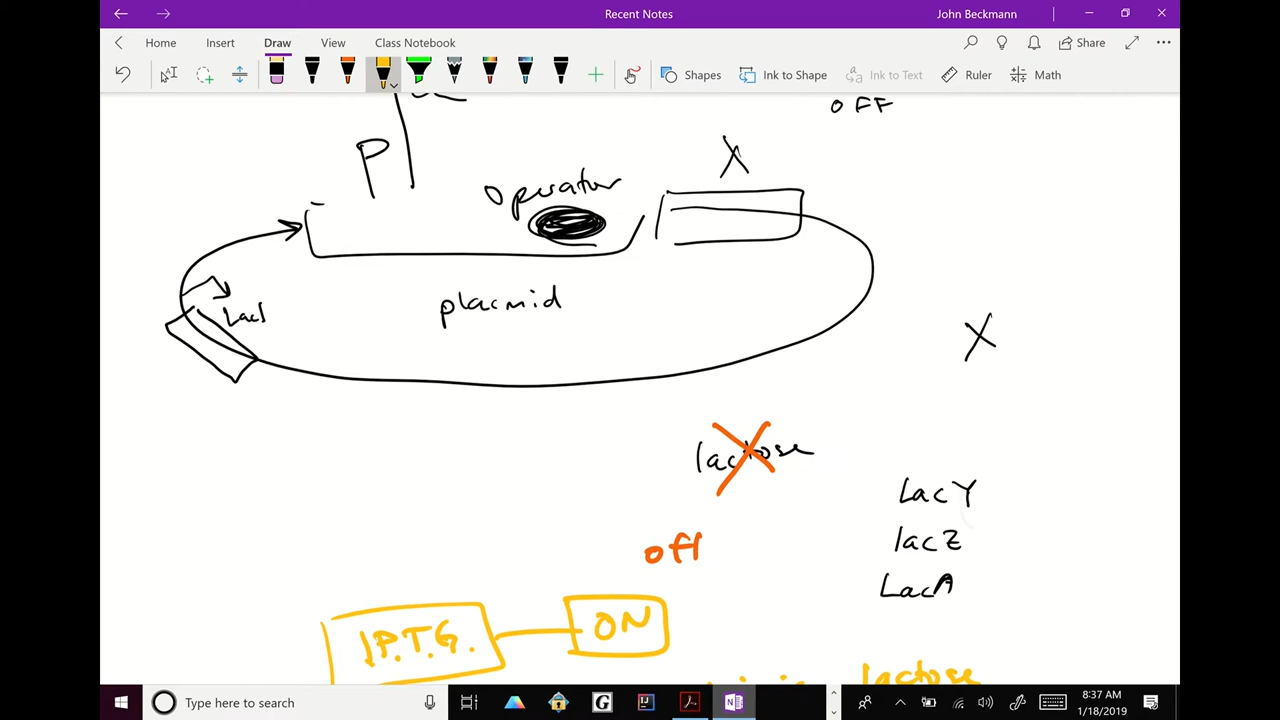 Recent Notes
John Beckmann
Home Insert Draw View Class Notebook
Share
Shapes
Ink to Shape
Ink to Text
Ruler
Math
OFF
P
X
operator
LacI
placmid
X
lactose
LacY
lacZ
LacA
off
I.P.T.G.
ON
lactose
Type here to search
8:37 AM
1/18/2019